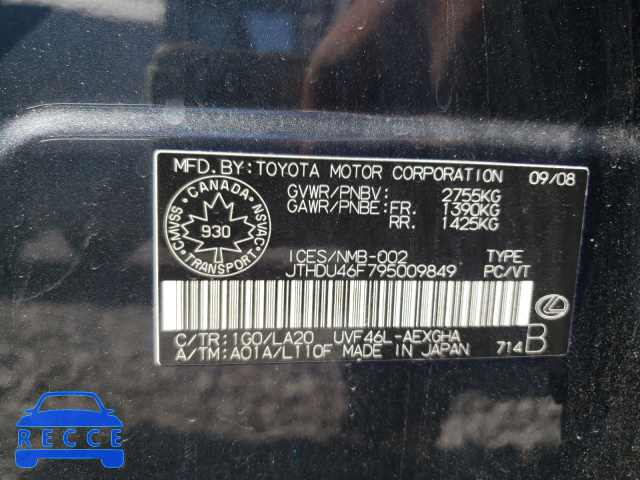 MFD. BY: TOYOTA MOTOR CORPORATION 09/08
GVWR/PNBV: 2755KG
GAWR/PNBE: FR. 1390KG
RR. 1425KG
CANADA
CMVSS 930 NSVAC
TRANSPORT
ICES/NMB-002 TYPE
JTHDU46F795009849 PC/VT
C/TR: 1G0/LA20 UVF46L-AEXGHA
A/TM: A01A/L110F MADE IN JAPAN 714 B
RECCE